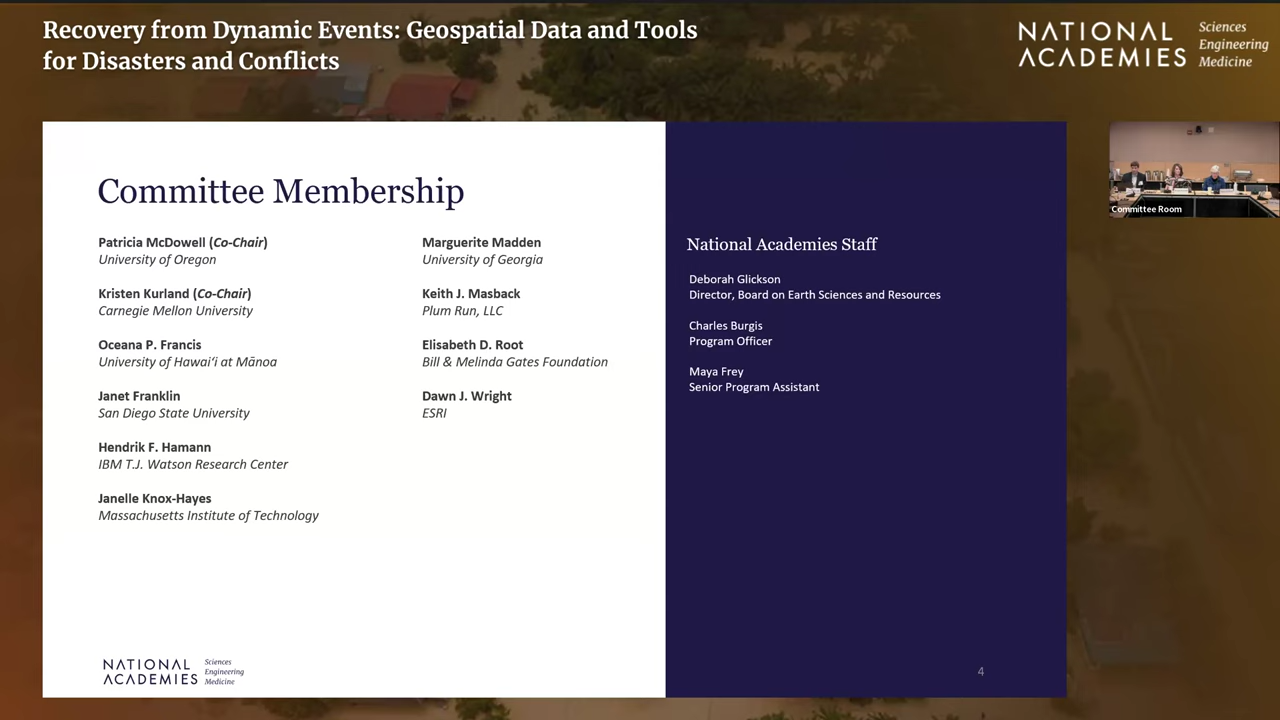 Recovery from Dynamic Events: Geospatial Data and Tools
for Disasters and Conflicts
NATIONAL
ACADEMIES
Sciences
Engineering
Medicine
Committee Membership
Patricia McDowell (Co-Chair)
University of Oregon
Kristen Kurland (Co-Chair)
Carnegie Mellon University
Oceana P. Francis
University of Hawaiʻi at Mānoa
Janet Franklin
San Diego State University
Hendrik F. Hamann
IBM T.J. Watson Research Center
Janelle Knox-Hayes
Massachusetts Institute of Technology
Marguerite Madden
University of Georgia
Keith J. Masback
Plum Run, LLC
Elisabeth D. Root
Bill & Melinda Gates Foundation
Dawn J. Wright
ESRI
National Academies Staff
Deborah Glickson
Director, Board on Earth Sciences and Resources
Charles Burgis
Program Officer
Maya Frey
Senior Program Assistant
Committee Room
NATIONAL
ACADEMIES
Sciences
Engineering
Medicine
4